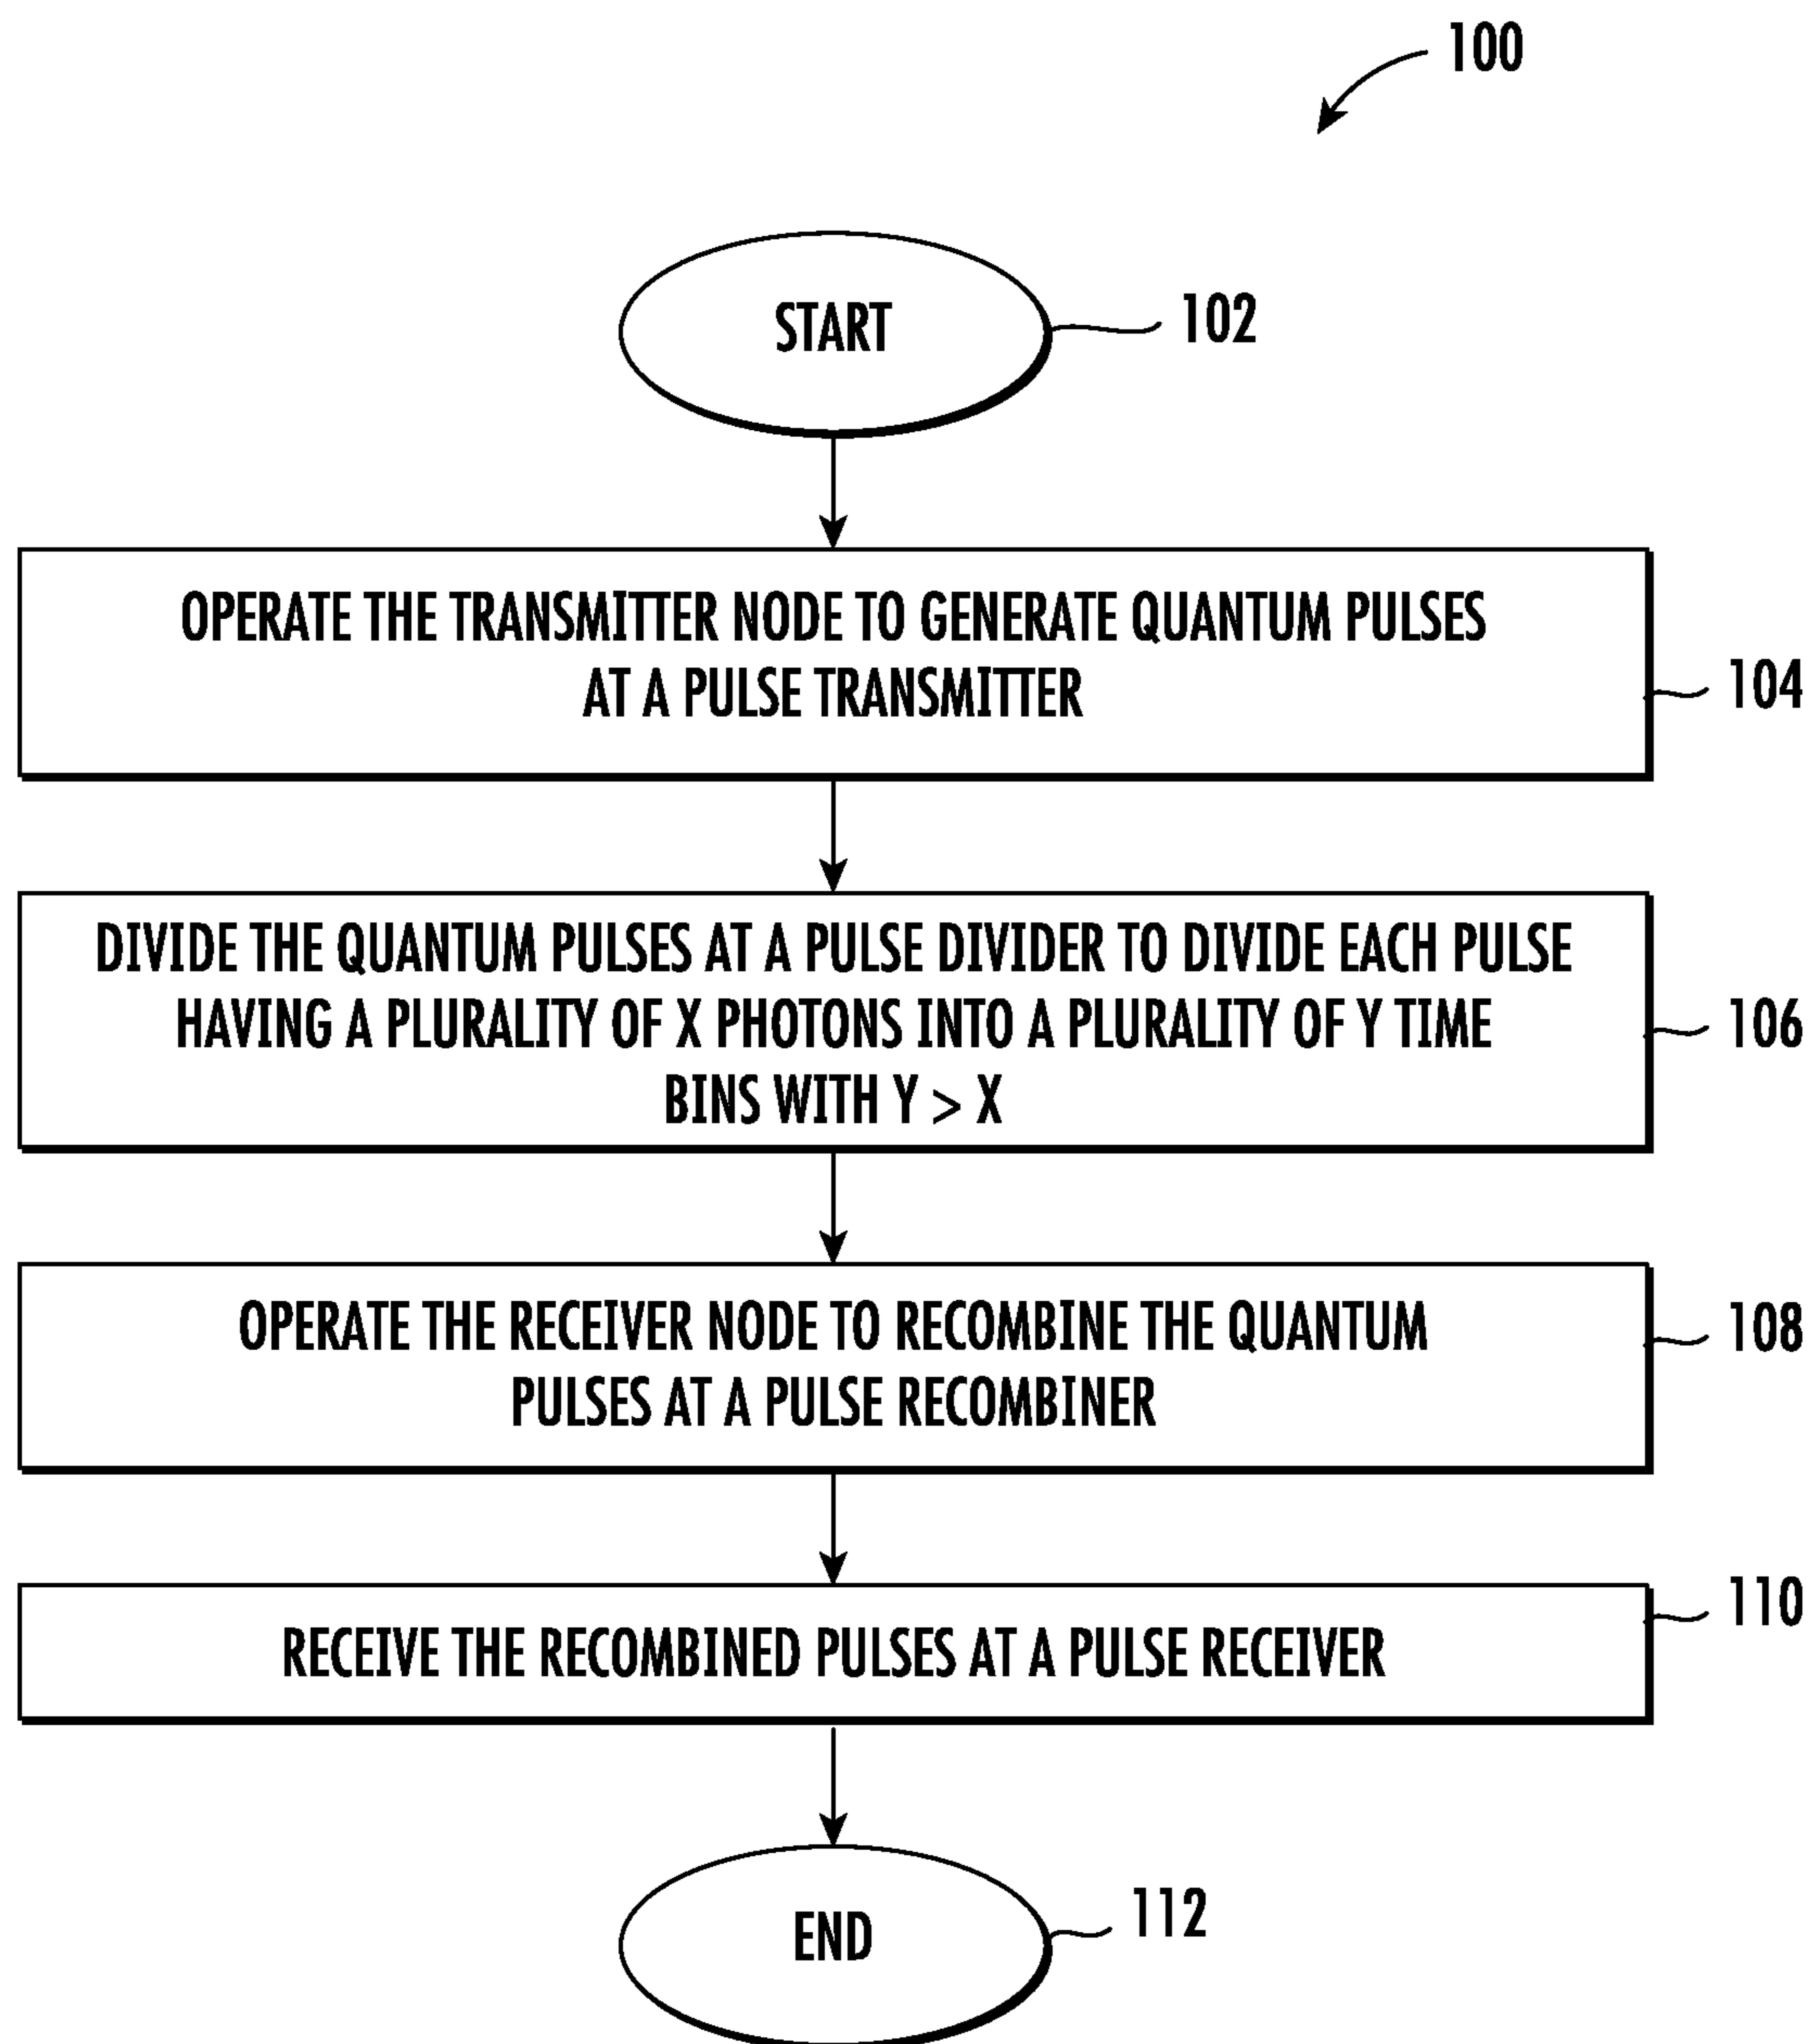 100
START
102
OPERATE THE TRANSMITTER NODE TO GENERATE QUANTUM PULSES
AT A PULSE TRANSMITTER
104
DIVIDE THE QUANTUM PULSES AT A PULSE DIVIDER TO DIVIDE EACH PULSE
HAVING A PLURALITY OF X PHOTONS INTO A PLURALITY OF Y TIME
BINS WITH Y > X
106
OPERATE THE RECEIVER NODE TO RECOMBINE THE QUANTUM
PULSES AT A PULSE RECOMBINER
108
RECEIVE THE RECOMBINED PULSES AT A PULSE RECEIVER
110
END
112